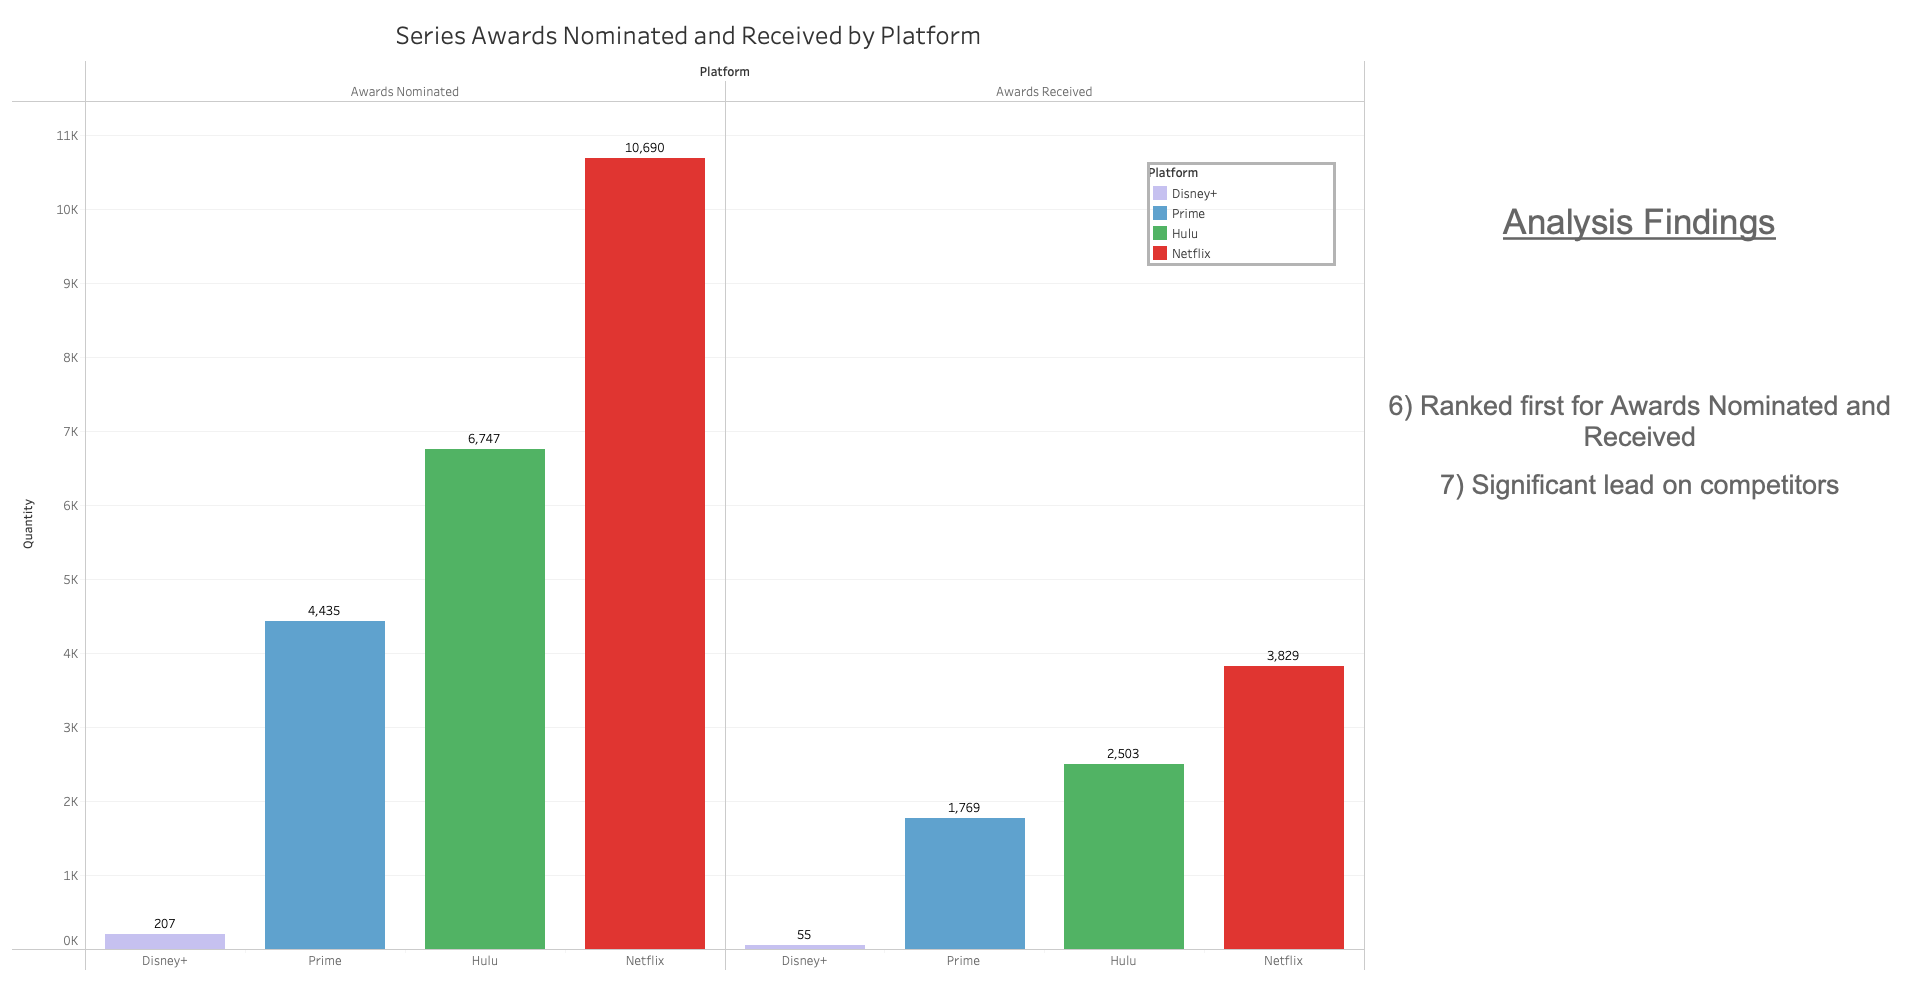 Series Awards Nominated and Received by Platform
Platform
Awards Nominated
Awards Received
Quantity
11K
10K
9K
8K
7K
6K
5K
4K
3K
2K
1K
0K
207
4,435
6,747
10,690
55
1,769
2,503
3,829
Disney+
Prime
Hulu
Netflix
Disney+
Prime
Hulu
Netflix
Platform
Disney+
Prime
Hulu
Netflix
Analysis Findings
6) Ranked first for Awards Nominated and
Received
7) Significant lead on competitors